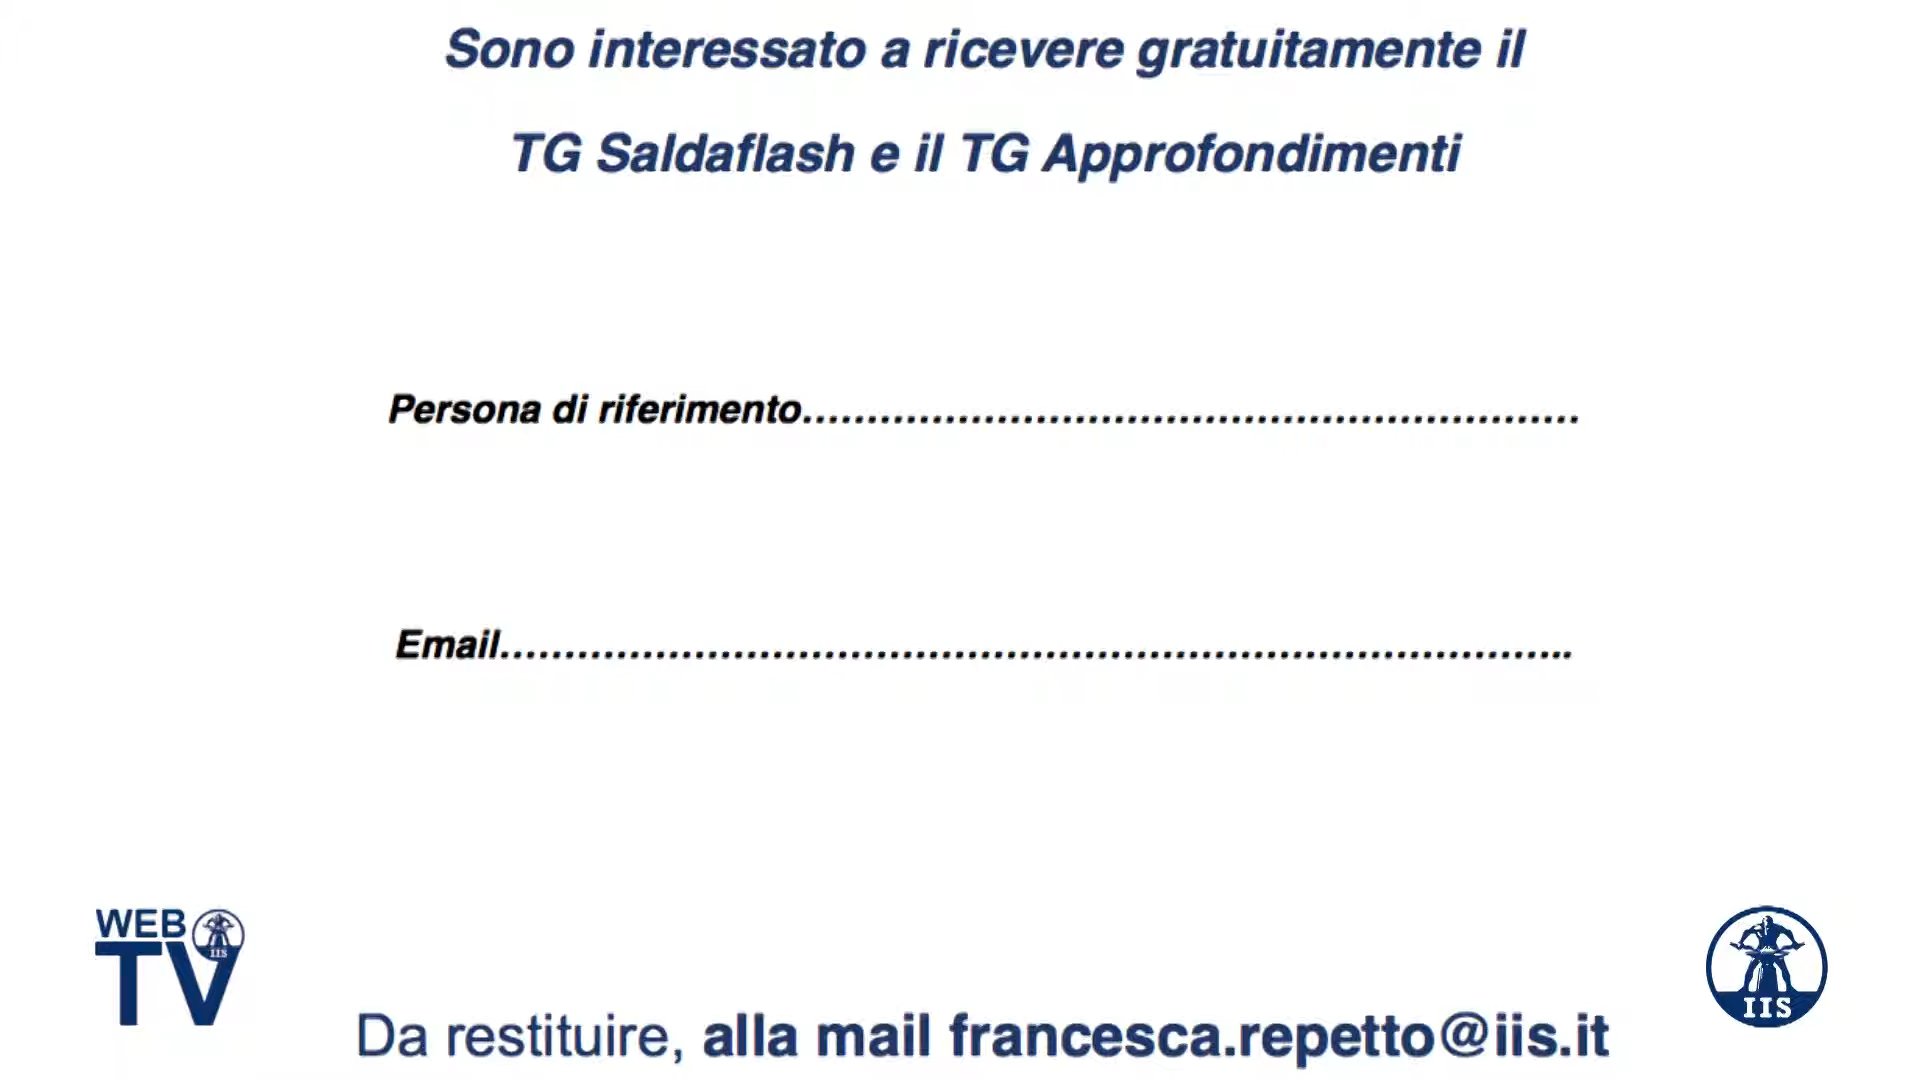 Sono interessato a ricevere gratuitamente il
TG Saldaflash e il TG Approfondimenti
Persona di riferimento…………………………………………………….
Email………………………………………………………………………..
WEB
TV
IIS
IIS
Da restituire, alla mail francesca.repetto@iis.it